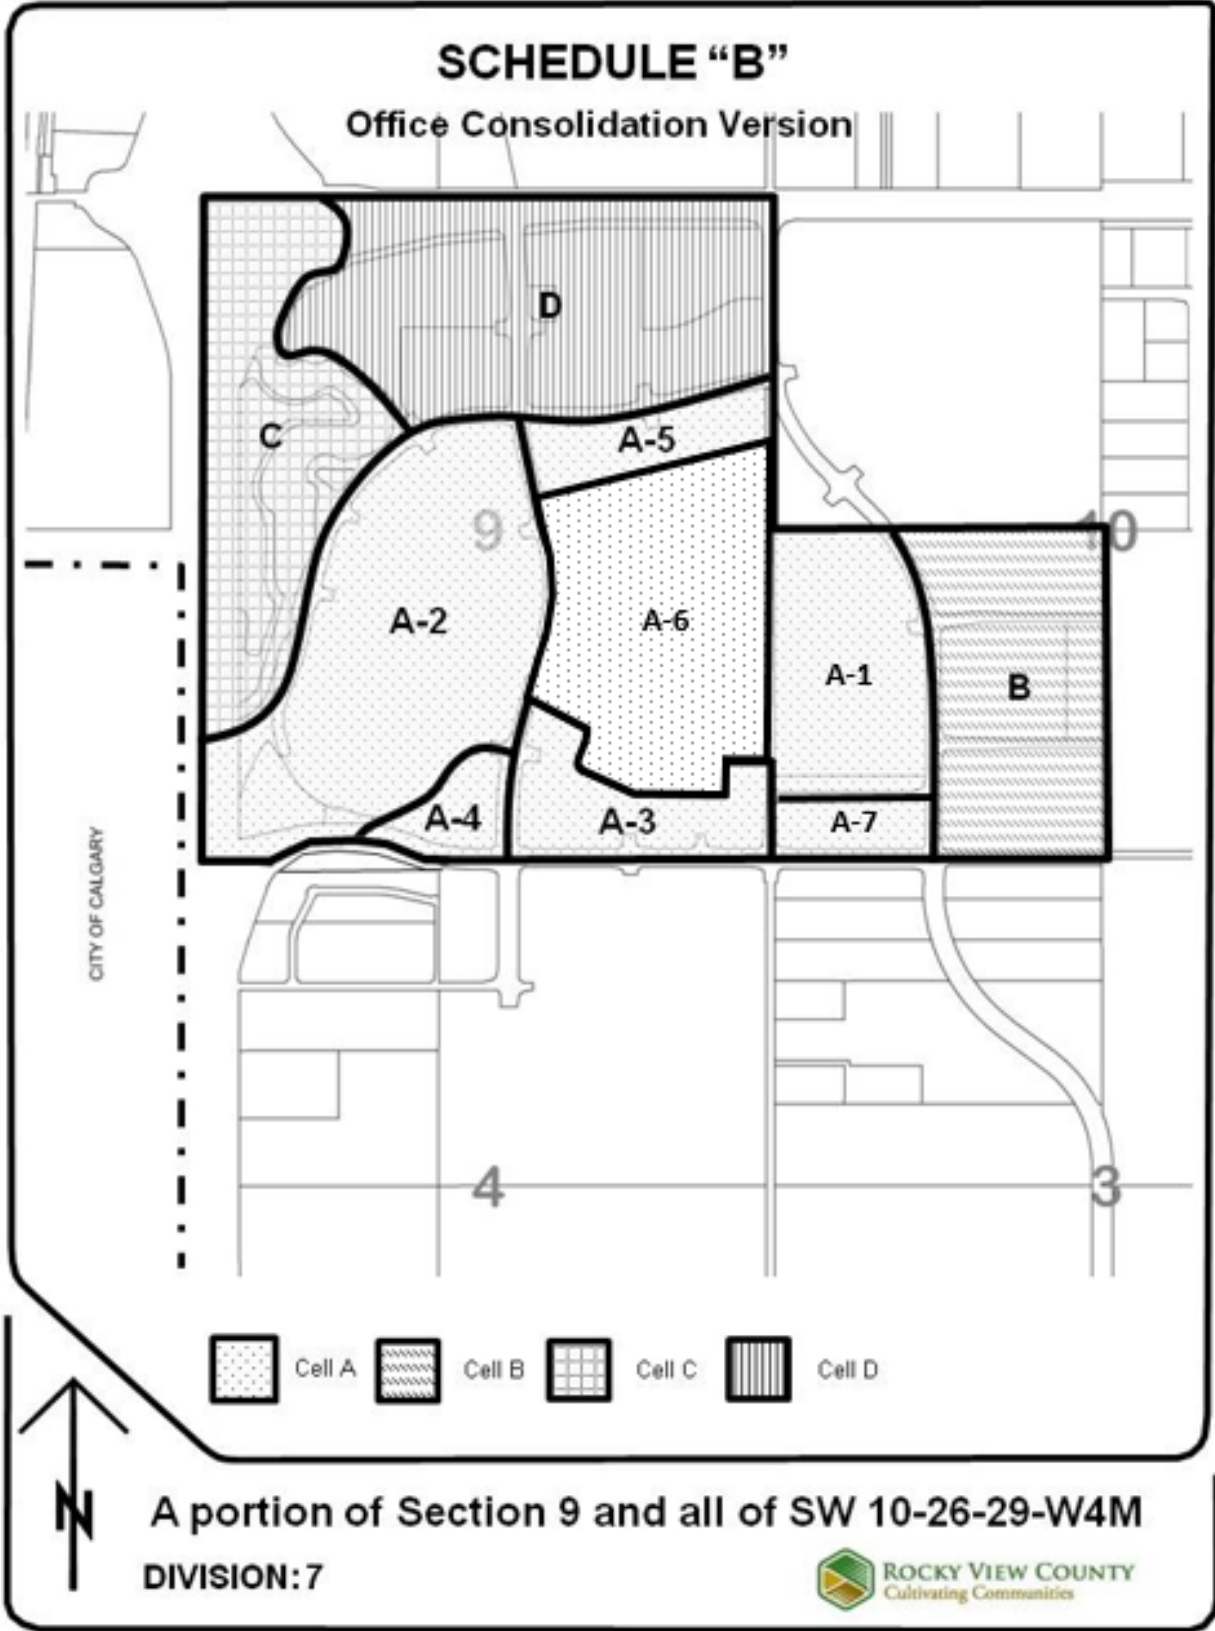 SCHEDULE “B”
Office Consolidation Version
D
C
A-5
9
10
A-2
A-6
A-1
B
A-4
A-3
A-7
CITY OF CALGARY
4
3
Cell A
Cell B
Cell C
Cell D
N
A portion of Section 9 and all of SW 10-26-29-W4M
DIVISION: 7
ROCKY VIEW COUNTY
Cultivating Communities